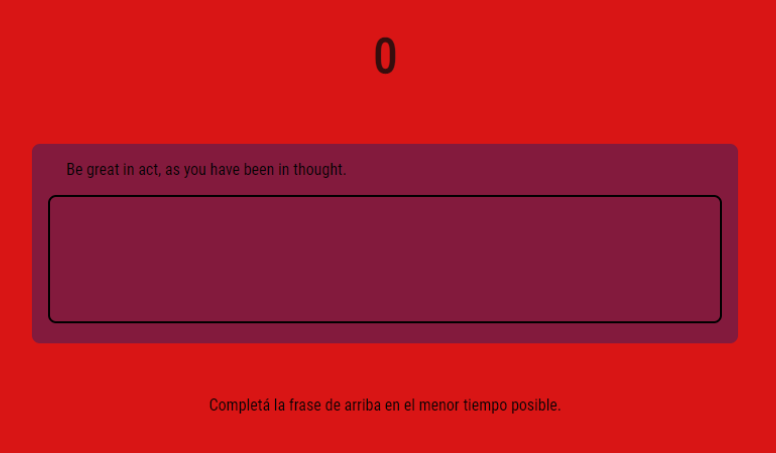 0
Be great in act, as you have been in thought.
Completá la frase de arriba en el menor tiempo posible.